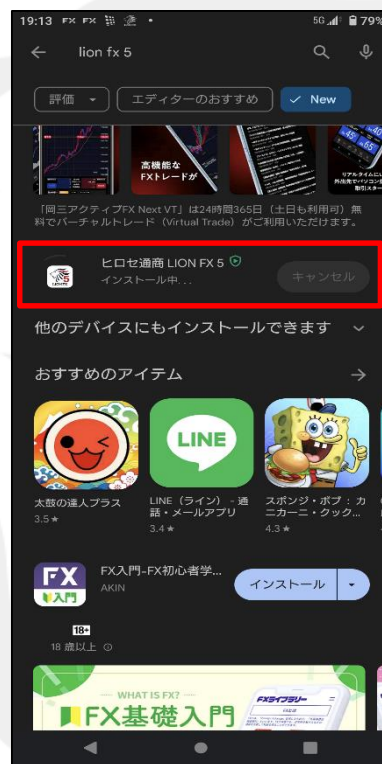 19:13 FX FX
5G 79%
lion fx 5
評価
エディターのおすすめ
New
高機能な
FXトレードが
リアルタイムに
「岡三アクティブFX Next VT」は24時間365日（土日も利用可）無
料でバーチャルトレード（Virtual Trade）がご利用いただけます。
ヒロセ通商 LION FX 5
インストール中...
キャンセル
他のデバイスにもインストールできます
おすすめのアイテム
LINE
太鼓の達人プラス
3.5★
LINE（ライン） - 通
話・メールアプリ
3.4★
スポンジ・ボブ：カ
ニカーニ・クック...
4.3★
FX
入門
FX入門-FX初心者学...
AKIN
インストール
18+
18 歳以上
WHAT IS FX?
FX基礎入門
FXライブラリー